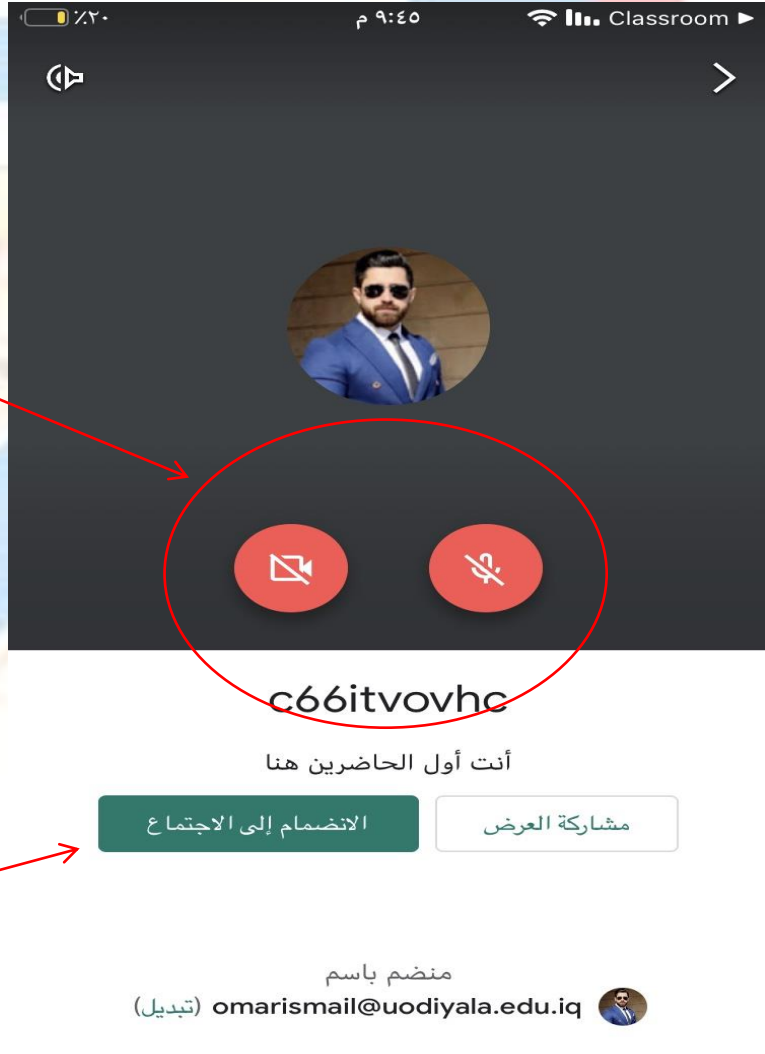 ٪٢٠ ٩:٤٥ م Classroom
c66itvovhc
أنت أول الحاضرين هنا
مشاركة العرض الانضمام إلى الاجتماع
منضم باسم
omarismail@uodiyala.edu.iq (تبديل)